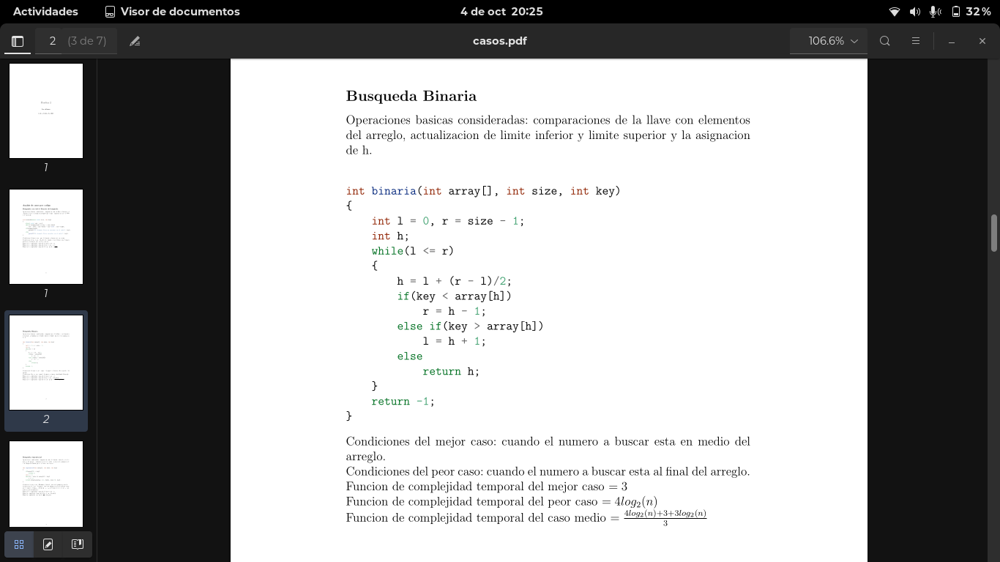 Actividades
Visor de documentos
4 de oct 20:25
32 %
2 (3 de 7)
casos.pdf
106.6%
1
1
2
Busqueda Binaria
Operaciones basicas consideradas: comparaciones de la llave con elementos
del arreglo, actualizacion de limite inferior y limite superior y la asignacion
de h.
int binaria(int array[], int size, int key)
{
    int l = 0, r = size - 1;
    int h;
    while(l <= r)
    {
        h = l + (r - l)/2;
        if(key < array[h])
            r = h - 1;
        else if(key > array[h])
            l = h + 1;
        else
            return h;
    }
    return -1;
}
Condiciones del mejor caso: cuando el numero a buscar esta en medio del
arreglo.
Condiciones del peor caso: cuando el numero a buscar esta al final del arreglo.
Funcion de complejidad temporal del mejor caso = 3
Funcion de complejidad temporal del peor caso = 4log₂(n)
Funcion de complejidad temporal del caso medio = (4log₂(n)+3+3log₂(n))/3